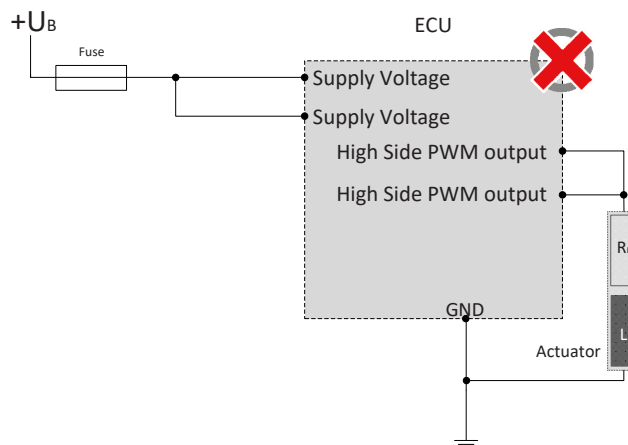 +UB
ECU
Fuse
Supply Voltage
Supply Voltage
High Side PWM output
High Side PWM output
GND
R
L
Actuator